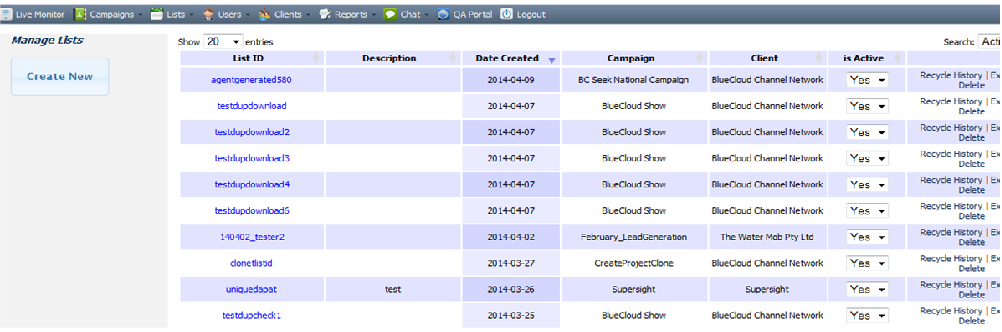 Live Monitor Campaigns Lists Users Clients Reports Chat QA Portal Logout
Manage Lists
Create New
Show 20 entries Search: Acti
List ID Description Date Created Campaign Client is Active
agentgenerated580 2014-04-09 BC Seek National Campaign BlueCloud Channel Network Yes Recycle History | Ex
Delete
testdupdownload 2014-04-07 BlueCloud Show BlueCloud Channel Network Yes Recycle History | Ex
Delete
testdupdownload2 2014-04-07 BlueCloud Show BlueCloud Channel Network Yes Recycle History | Ex
Delete
testdupdownload3 2014-04-07 BlueCloud Show BlueCloud Channel Network Yes Recycle History | Ex
Delete
testdupdownload4 2014-04-07 BlueCloud Show BlueCloud Channel Network Yes Recycle History | Ex
Delete
2014-04-07 BlueCloud Show BlueCloud Channel Network Yes Recycle History | Ex
Delete
140402_tester2 2014-04-02 February_LeadGeneration The Water Mob Pty Ltd Yes Recycle History | Ex
Delete
clonetlistid 2014-03-27 CreateProjectClone BlueCloud Channel Network Yes Recycle History | Ex
Delete
uniquedapat test 2014-03-26 Supersight Supersight Yes Recycle History | Ex
Delete
testdupcheck1 2014-03-25 BlueCloud Show BlueCloud Channel Network Yes Recycle History | Ex
Delete